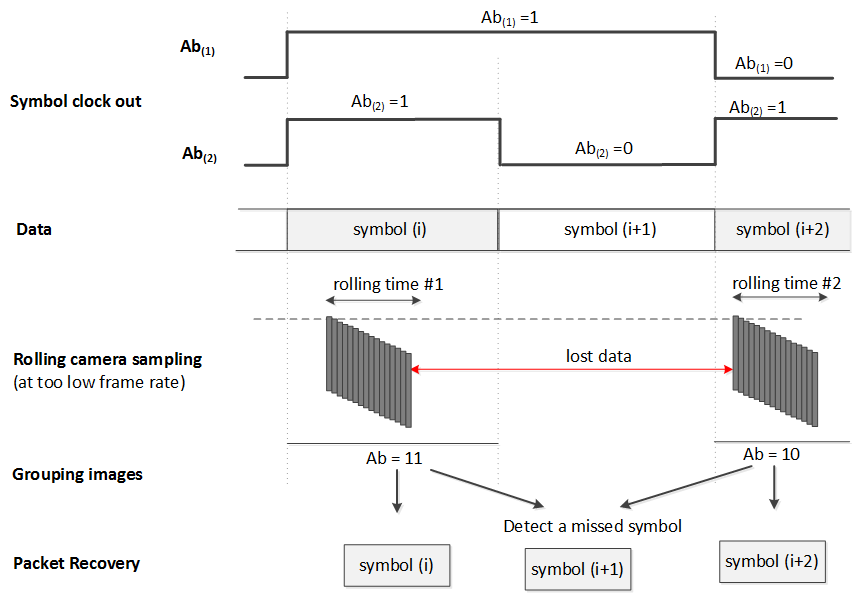 Ab(1) =1
Ab(1)
Ab(1) =0
Symbol clock out
Ab(2) =1
Ab(2) =1
Ab(2)
Ab(2) =0
Data
symbol (i)
symbol (i+1)
symbol (i+2)
rolling time #1
rolling time #2
Rolling camera sampling
(at too low frame rate)
lost data
Grouping images
Ab = 11
Ab = 10
Detect a missed symbol
Packet Recovery
symbol (i)
symbol (i+1)
symbol (i+2)